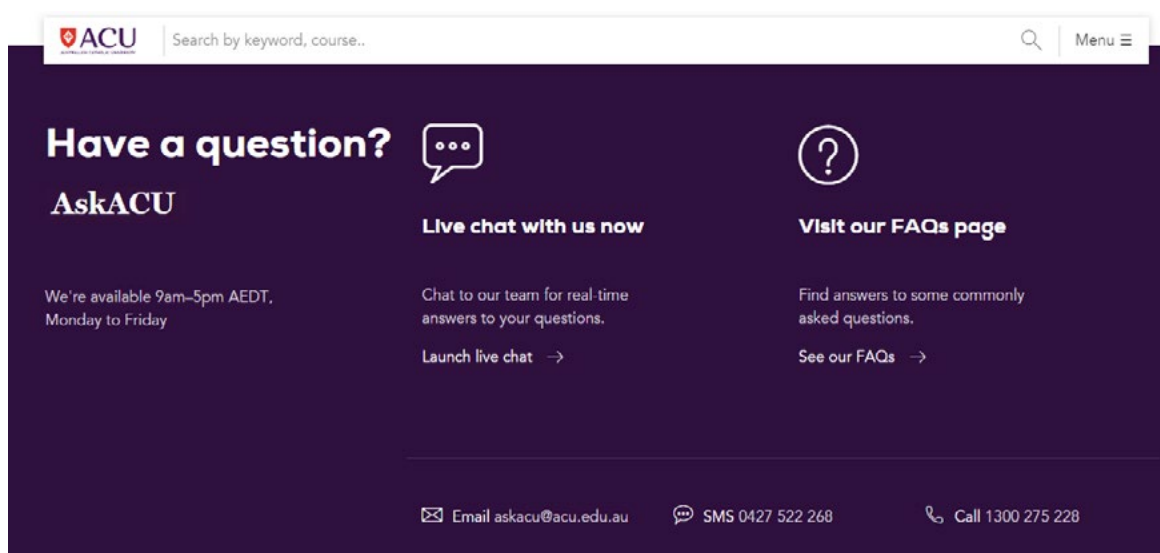 ACU
Search by keyword, course..
Menu
Have a question?
AskACU
We're available 9am–5pm AEDT,
Monday to Friday
Live chat with us now
Chat to our team for real-time
answers to your questions.
Launch live chat →
Visit our FAQs page
Find answers to some commonly
asked questions.
See our FAQs →
Email askacu@acu.edu.au
SMS 0427 522 268
Call 1300 275 228